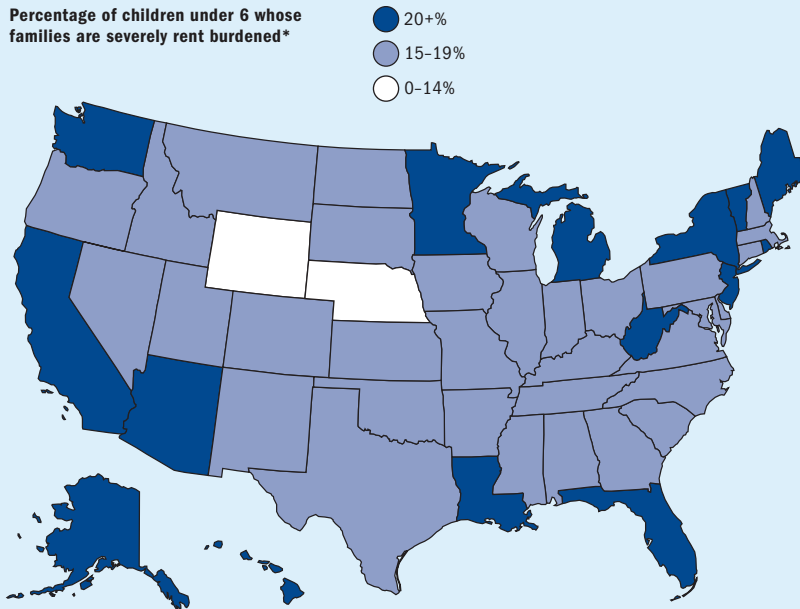 Percentage of children under 6 whose
families are severely rent burdened*
20+%
15–19%
0–14%